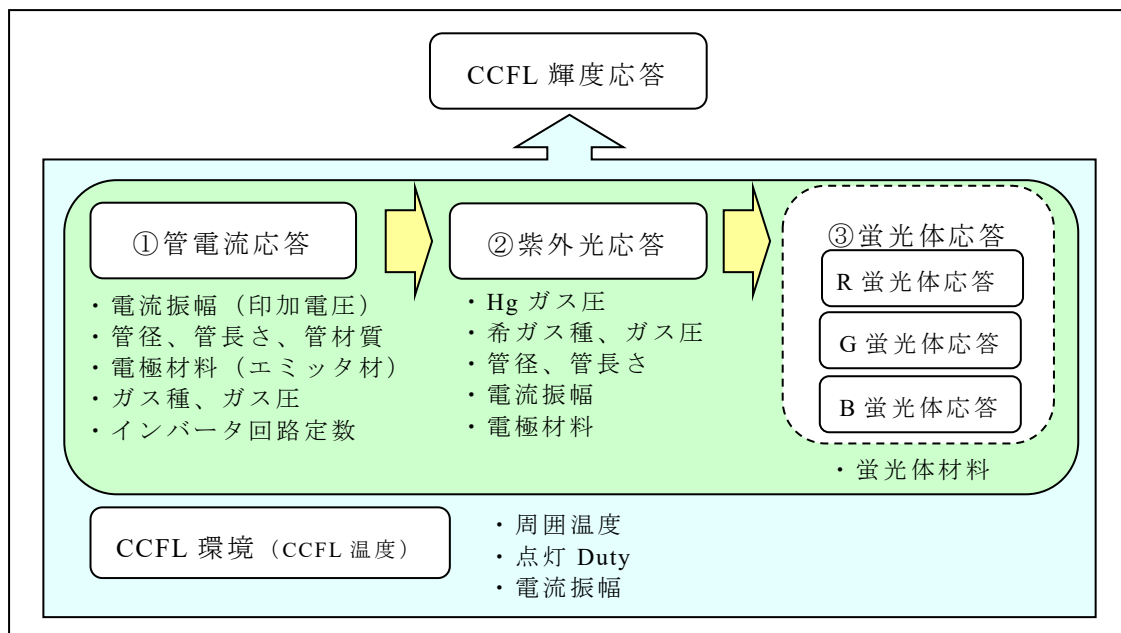 CCFL 輝度応答
①管電流応答
・電流振幅（印加電圧）
・管径、管長さ、管材質
・電極材料（エミッタ材）
・ガス種、ガス圧
・インバータ回路定数
②紫外光応答
・Hg ガス圧
・希ガス種、ガス圧
・管径、管長さ
・電流振幅
・電極材料
③蛍光体応答
R 蛍光体応答
G 蛍光体応答
B 蛍光体応答
・蛍光体材料
CCFL 環境（CCFL 温度）
・周囲温度
・点灯 Duty
・電流振幅